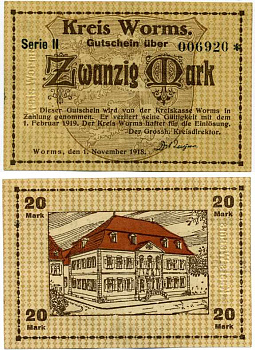 Kreis Worms.
Serie II
Gutschein über
006920 *
Zwanzig Mark
Dieser Gutschein wird von der Kreiskasse Worms in
Zahlung genommen. Er verliert seine Gültigkeit mit dem
1. Februar 1919. Der Kreis Worms haftet für die Einlösung.
Der Grossh. Kreisdirektor.
Worms, den 1. November 1918.
20
Mark
20
Mark
20
Mark
20
Mark